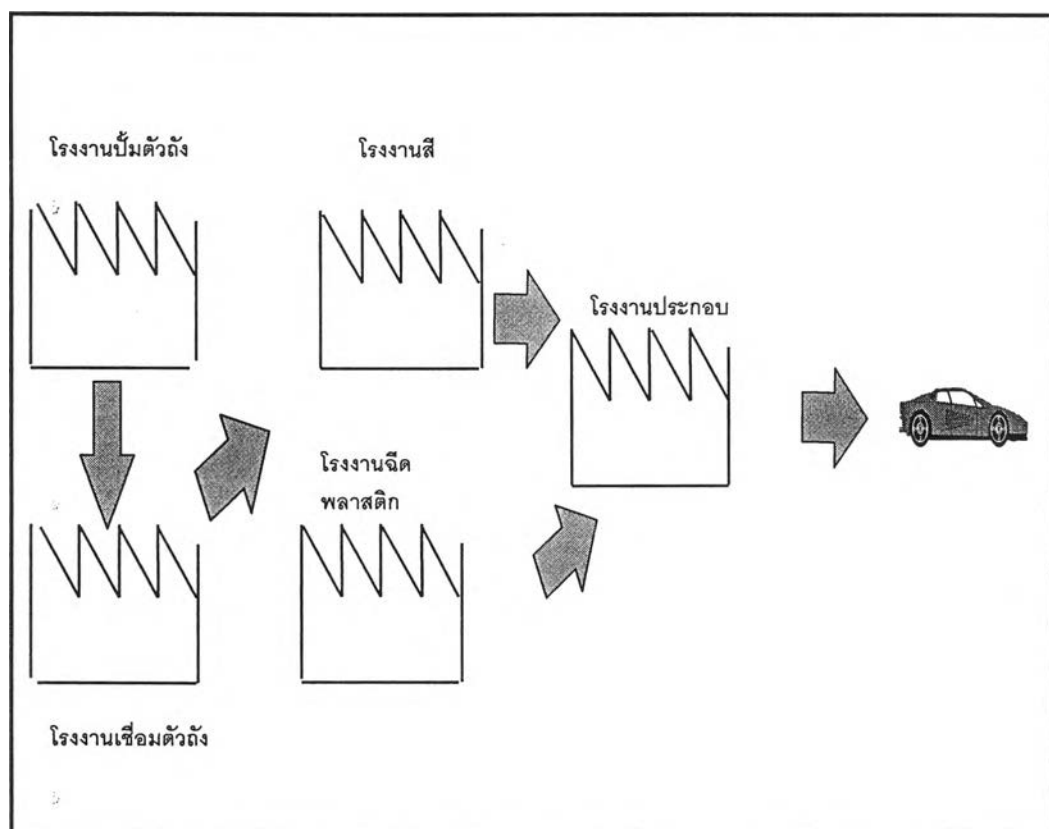 โรงงานปั้มตัวถัง
โรงงานสี
โรงงานประกอบ
โรงงานฉีด
พลาสติก
โรงงานเชื่อมตัวถัง